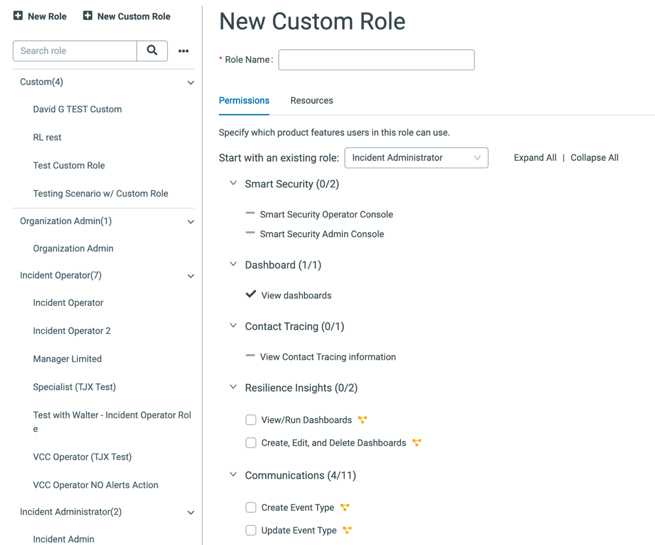 New Role
New Custom Role
Search role
Custom(4)
David G TEST Custom
RL rest
Test Custom Role
Testing Scenario w/ Custom Role
Organization Admin(1)
Organization Admin
Incident Operator(7)
Incident Operator
Incident Operator 2
Manager Limited
Specialist (TJX Test)
Test with Walter - Incident Operator Rol
e
VCC Operator (TJX Test)
VCC Operator NO Alerts Action
Incident Administrator(2)
Incident Admin
New Custom Role
* Role Name:
Permissions
Resources
Specify which product features users in this role can use.
Start with an existing role: Incident Administrator
Expand All | Collapse All
Smart Security (0/2)
Smart Security Operator Console
Smart Security Admin Console
Dashboard (1/1)
View dashboards
Contact Tracing (0/1)
View Contact Tracing information
Resilience Insights (0/2)
View/Run Dashboards
Create, Edit, and Delete Dashboards
Communications (4/11)
Create Event Type
Update Event Type